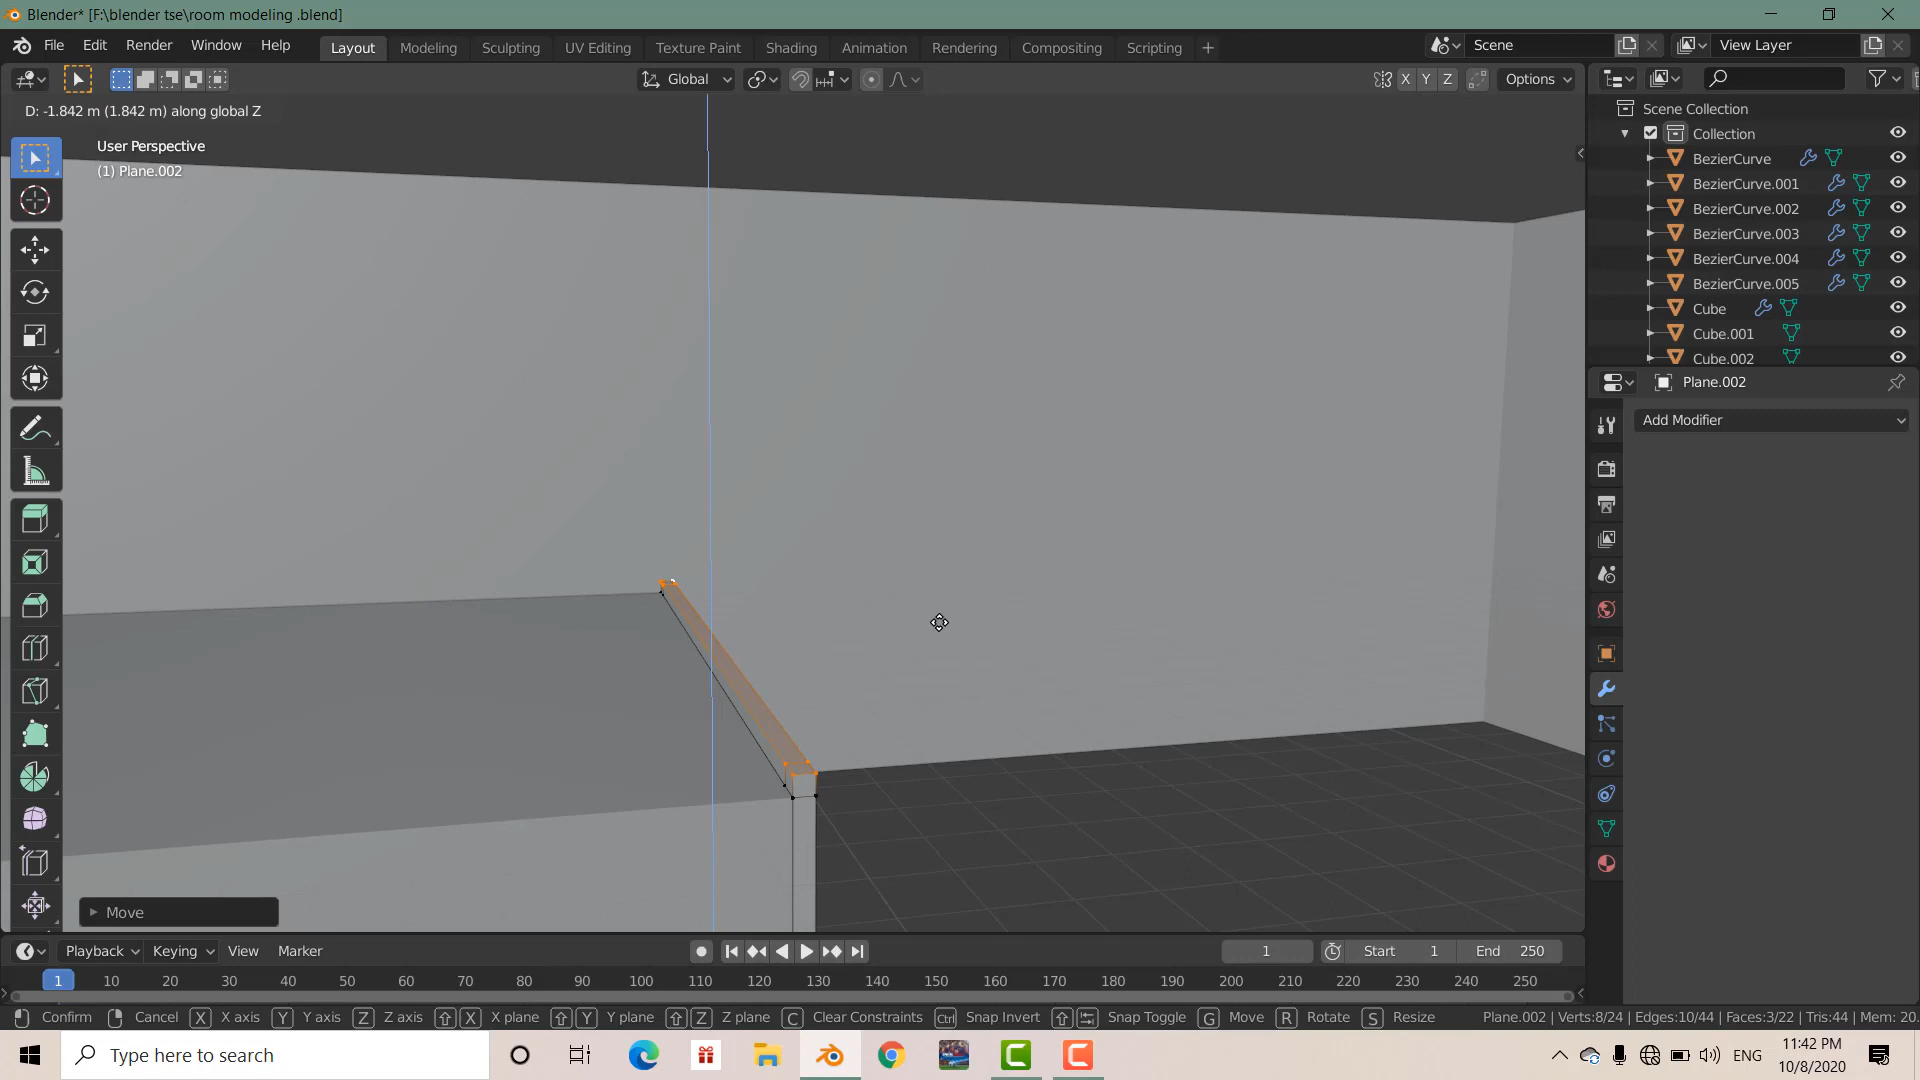 Blender* [F:\blender tse\room modeling .blend]
File Edit Render Window Help Layout Modeling Sculpting UV Editing Texture Paint Shading Animation Rendering Compositing Scripting + Scene View Layer
Global X Y Z Options
D: -1.842 m (1.842 m) along global Z
User Perspective
(1) Plane.002
Scene Collection
Collection
BezierCurve
BezierCurve.001
BezierCurve.002
BezierCurve.003
BezierCurve.004
BezierCurve.005
Cube
Cube.001
Cube.002
Plane.002
Add Modifier
Move
Playback Keying View Marker 1 Start 1 End 250
1 10 20 30 40 50 60 70 80 90 100 110 120 130 140 150 160 170 180 190 200 210 220 230 240 250
Confirm Cancel X X axis Y Y axis Z Z axis X X plane Y Y plane Z Z plane C Clear Constraints Ctrl Snap Invert Snap Toggle G Move R Rotate S Resize Plane.002 | Verts:8/24 | Edges:10/44 | Faces:3/22 | Tris:44 | Mem: 20.
Type here to search ENG 11:42 PM
10/8/2020